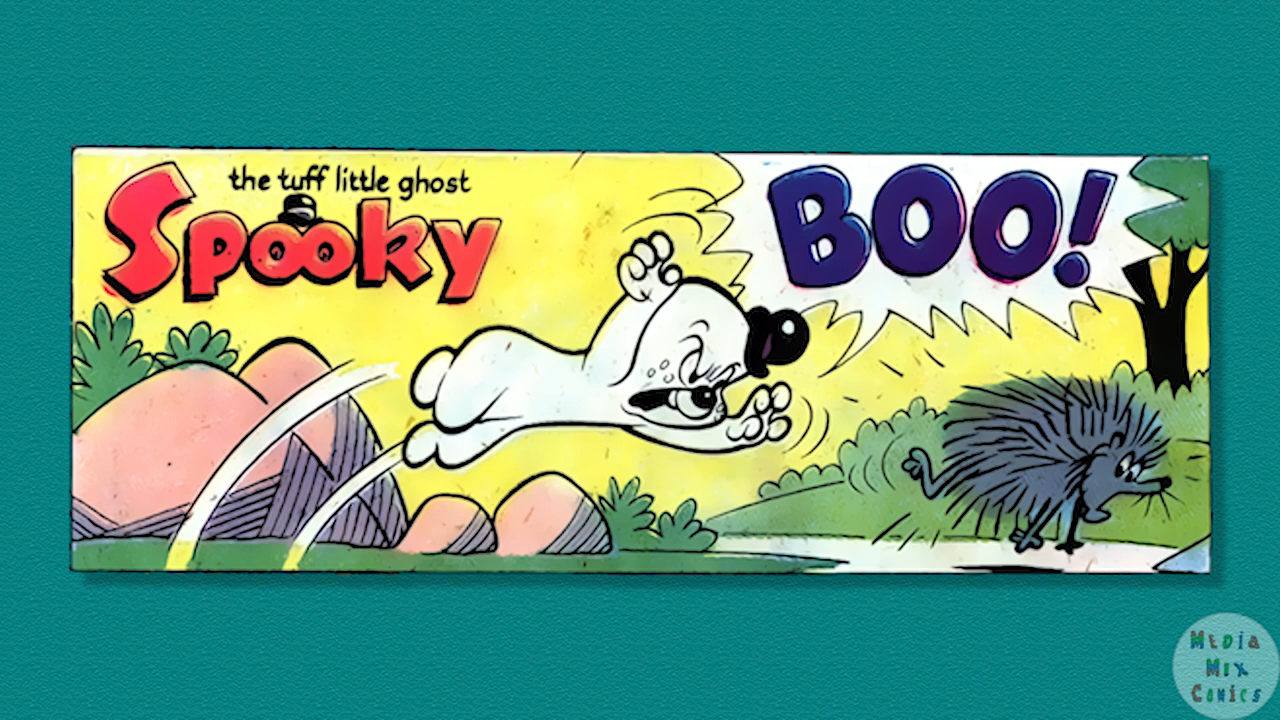 the tuff little ghost
Spooky
BOO!
MEDIA
MIX
COMICS